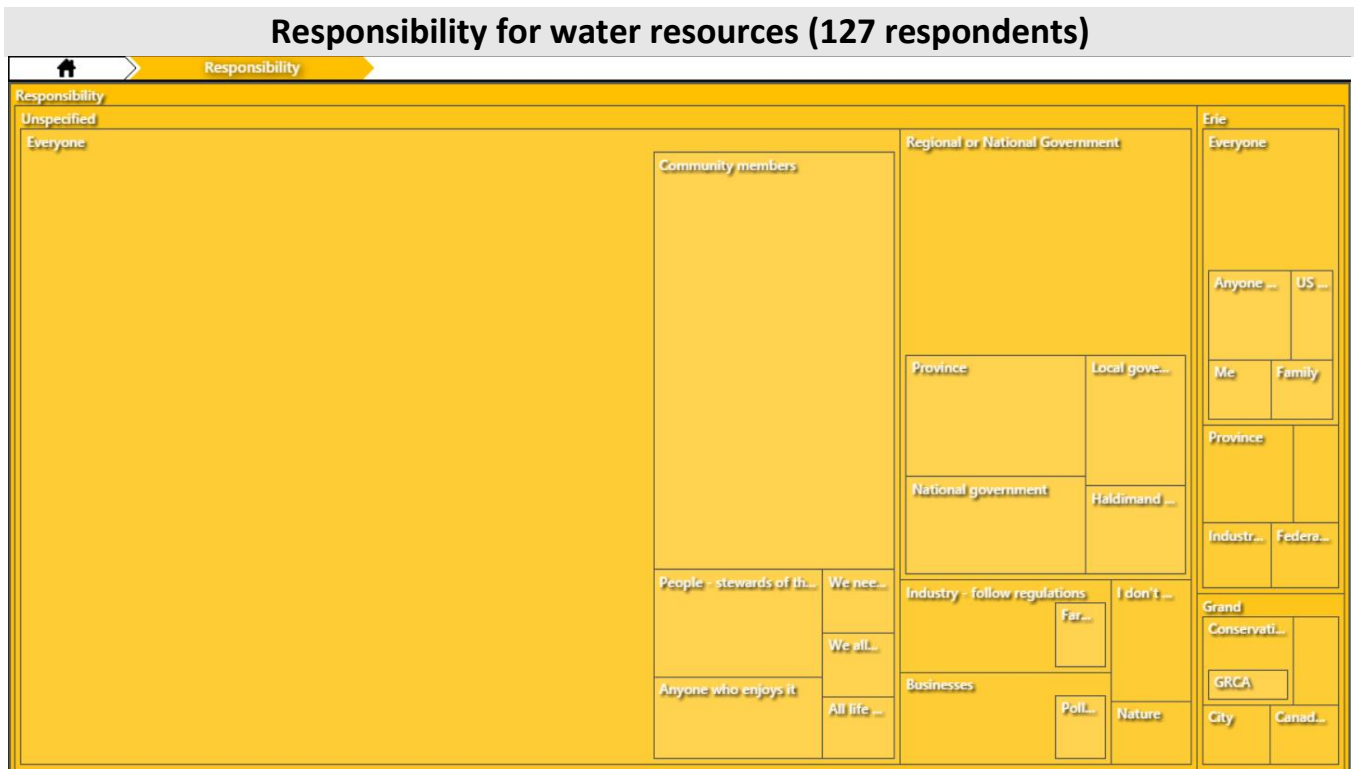 Responsibility for water resources (127 respondents)
Responsibility
Responsibility
Unspecified
Everyone
Community members
People - stewards of th...
We nee...
We all...
Anyone who enjoys it
All life ...
Regional or National Government
Province
Local gove...
National government
Haldimand ...
Industry - follow regulations
Far...
I don't ...
Businesses
Poll...
Nature
Erie
Everyone
Anyone ...
US ...
Me
Family
Province
Industr...
Federa...
Grand
Conservati...
GRCA
City
Canad...